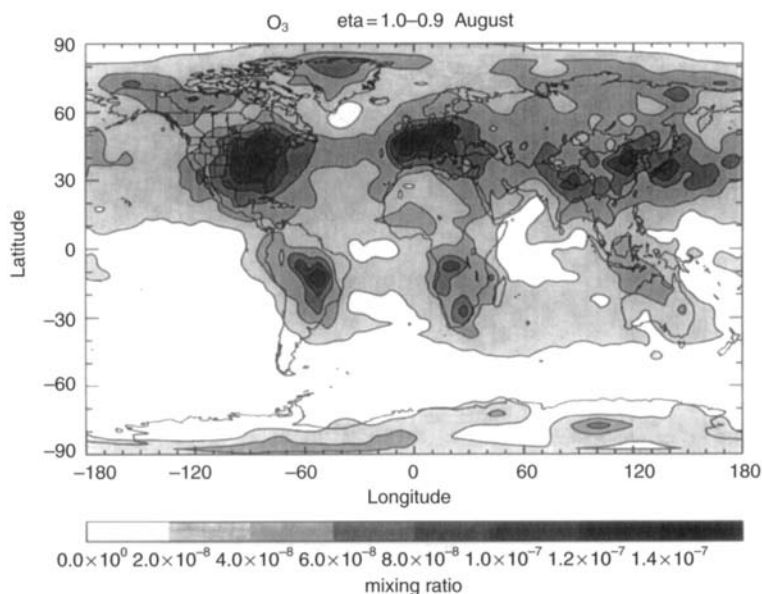 O₃ eta = 1.0–0.9 August
90
60
30
0
−30
−60
−90
Latitude
−180 −120 −60 0 60 120 180
Longitude
0.0×10⁰ 2.0×10⁻⁸ 4.0×10⁻⁸ 6.0×10⁻⁸ 8.0×10⁻⁸ 1.0×10⁻⁷ 1.2×10⁻⁷ 1.4×10⁻⁷
mixing ratio